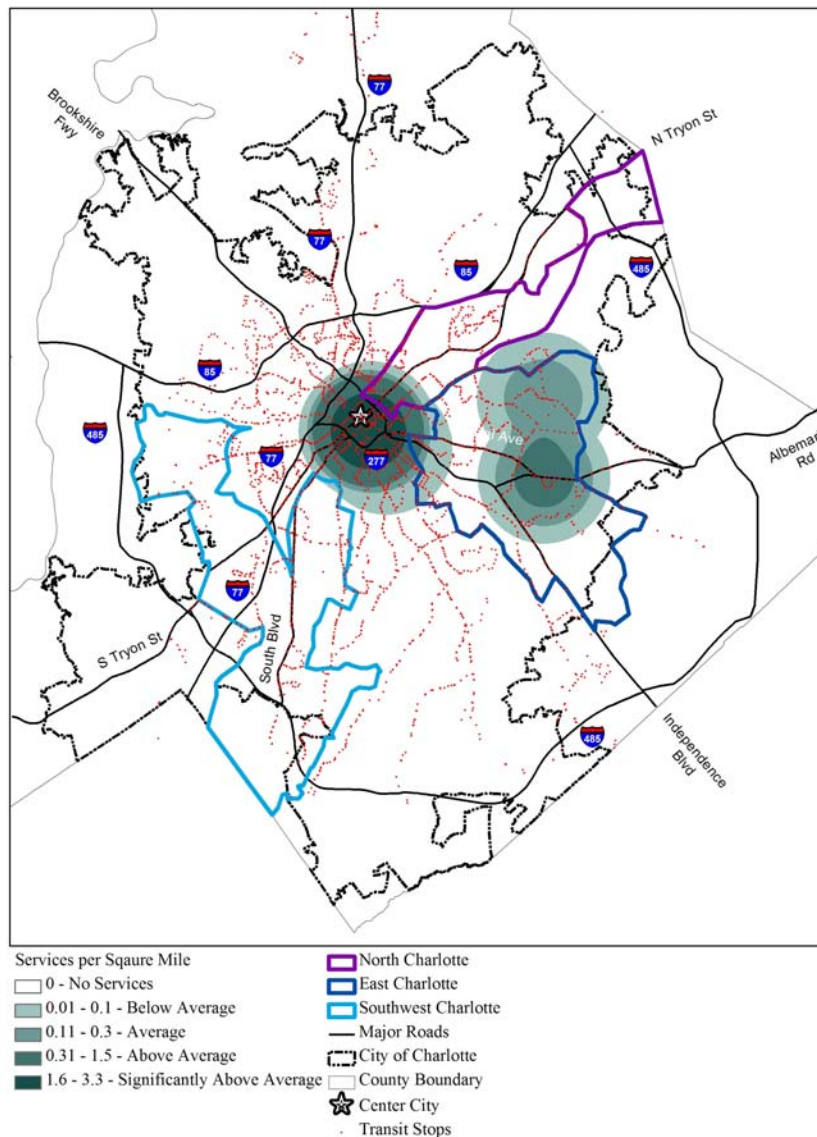 77
Brookshire
Fwy
N Tryon St
77
85
485
85
485
77
Ave
277
Albemarle
Rd
77
S Tryon St
South Blvd
Independence
Blvd
485
Services per Sqaure Mile
0 - No Services
0.01 - 0.1 - Below Average
0.11 - 0.3 - Average
0.31 - 1.5 - Above Average
1.6 - 3.3 - Significantly Above Average
North Charlotte
East Charlotte
Southwest Charlotte
Major Roads
City of Charlotte
County Boundary
Center City
Transit Stops